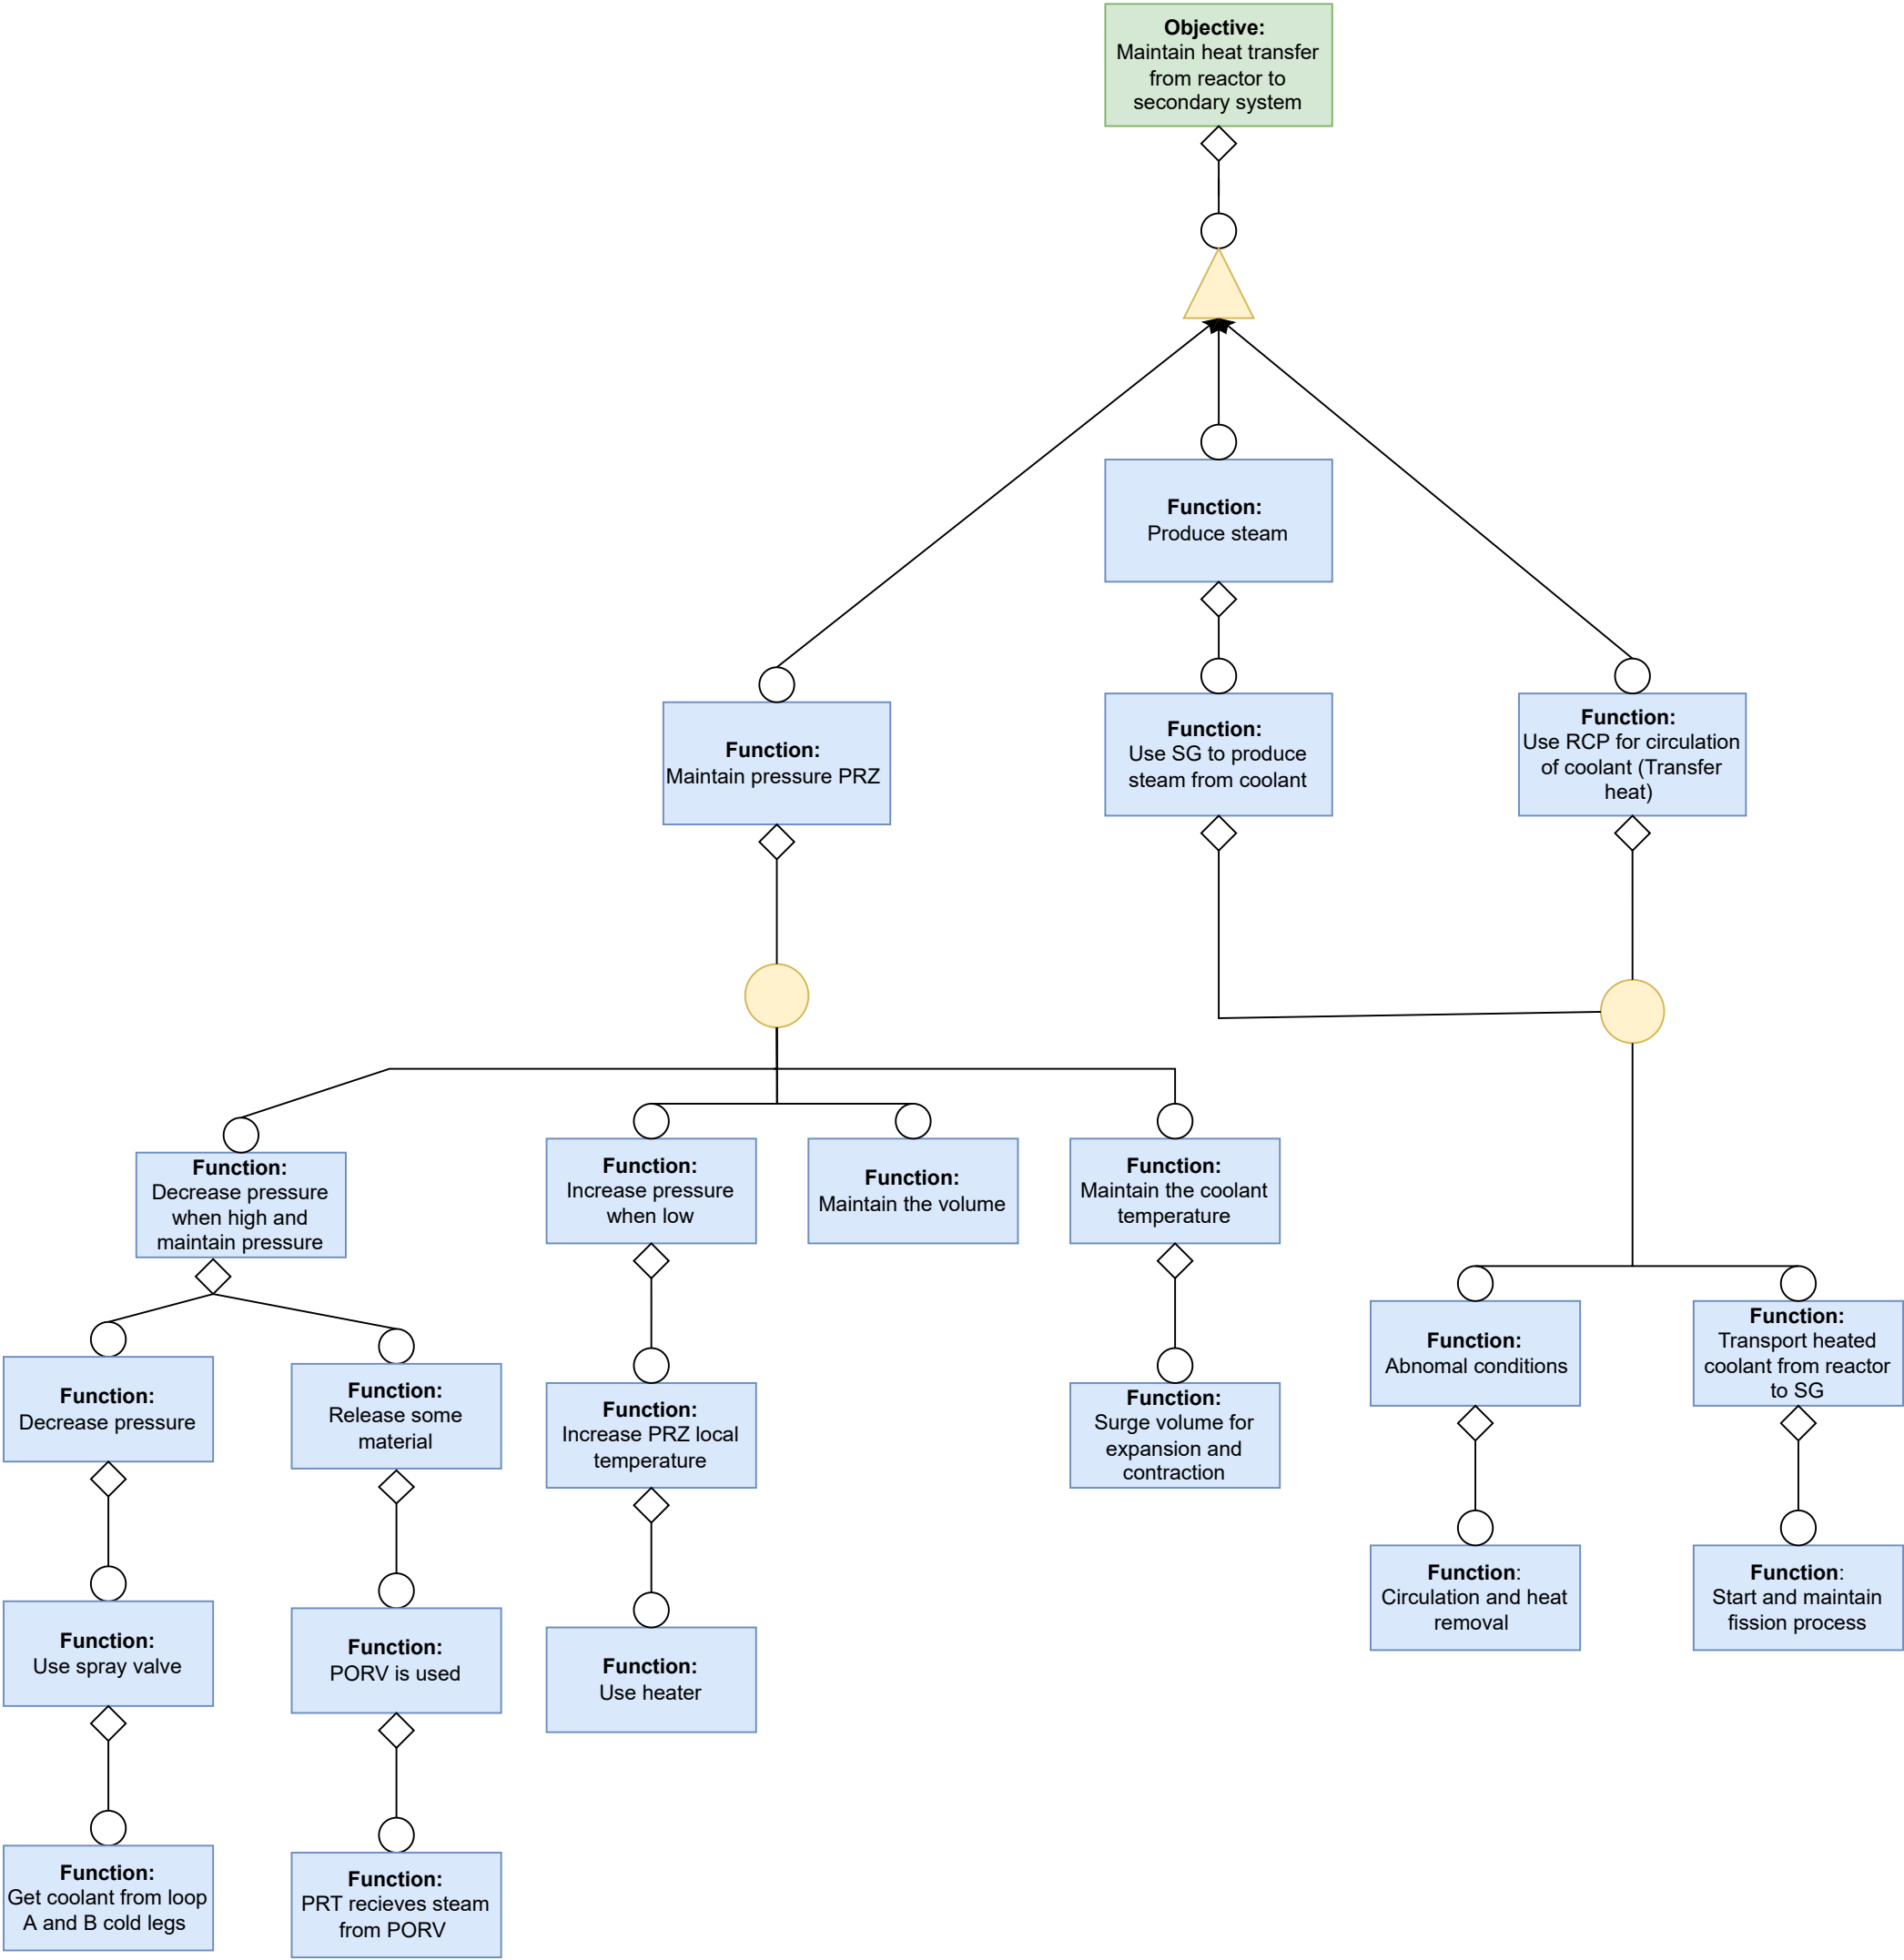 Objective:
Maintain heat transfer
from reactor to
secondary system
Function:
Produce steam
Function:
Maintain pressure PRZ
Function:
Use SG to produce
steam from coolant
Function:
Use RCP for circulation
of coolant (Transfer
heat)
Function:
Decrease pressure
when high and
maintain pressure
Function:
Increase pressure
when low
Function:
Maintain the volume
Function:
Maintain the coolant
temperature
Function:
Abnomal conditions
Function:
Transport heated
coolant from reactor
to SG
Function:
Decrease pressure
Function:
Release some
material
Function:
Increase PRZ local
temperature
Function:
Surge volume for
expansion and
contraction
Function:
Circulation and heat
removal
Function:
Start and maintain
fission process
Function:
Use spray valve
Function:
PORV is used
Function:
Use heater
Function:
Get coolant from loop
A and B cold legs
Function:
PRT recieves steam
from PORV